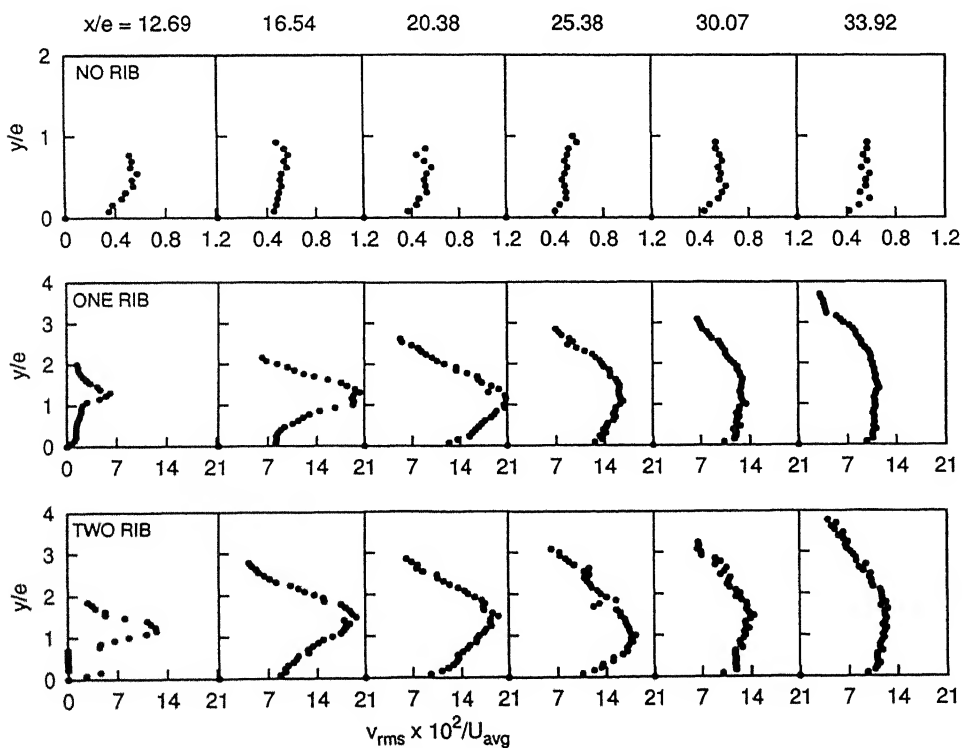 x/e = 12.69 16.54 20.38 25.38 30.07 33.92
2
NO RIB
y/e
1
0
0 0.4 0.8 1.2 0.4 0.8 1.2 0.4 0.8 1.2 0.4 0.8 1.2 0.4 0.8 1.2 0.4 0.8 1.2
4
ONE RIB
3
y/e
2
1
0
0 7 14 21 7 14 21 7 14 21 7 14 21 7 14 21 7 14 21
4
TWO RIB
3
y/e
2
1
0
0 7 14 21 7 14 21 7 14 21 7 14 21 7 14 21 7 14 21
v_rms x 10^2/U_avg